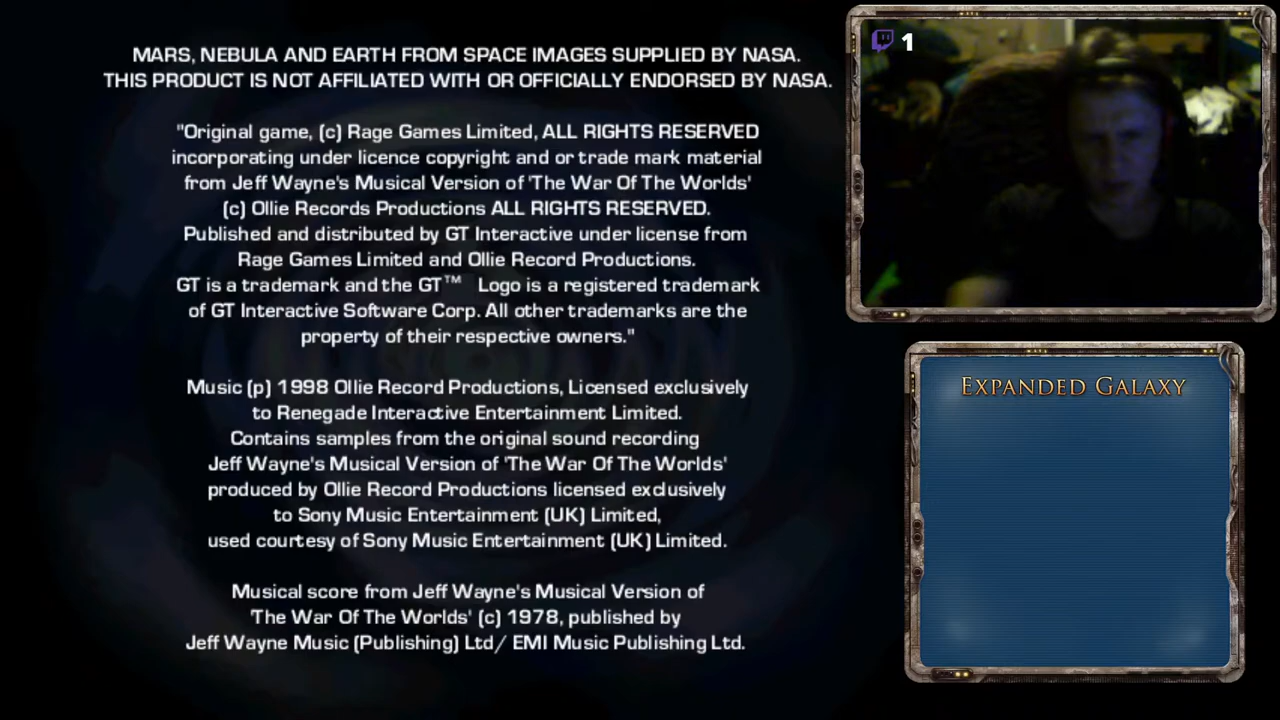 MARS, NEBULA AND EARTH FROM SPACE IMAGES SUPPLIED BY NASA.
THIS PRODUCT IS NOT AFFILIATED WITH OR OFFICIALLY ENDORSED BY NASA.
"Original game, (c) Rage Games Limited, ALL RIGHTS RESERVED
incorporating under licence copyright and or trade mark material
from Jeff Wayne's Musical Version of 'The War Of The Worlds'
(c) Ollie Records Productions ALL RIGHTS RESERVED.
Published and distributed by GT Interactive under license from
Rage Games Limited and Ollie Record Productions.
GT is a trademark and the GT™ Logo is a registered trademark
of GT Interactive Software Corp. All other trademarks are the
property of their respective owners."
Music (p) 1998 Ollie Record Productions, Licensed exclusively
to Renegade Interactive Entertainment Limited.
Contains samples from the original sound recording
Jeff Wayne's Musical Version of 'The War Of The Worlds'
produced by Ollie Record Productions licensed exclusively
to Sony Music Entertainment (UK) Limited,
used courtesy of Sony Music Entertainment (UK) Limited.
Musical score from Jeff Wayne's Musical Version of
'The War Of The Worlds' (c) 1978, published by
Jeff Wayne Music (Publishing) Ltd/ EMI Music Publishing Ltd.
1
EXPANDED GALAXY